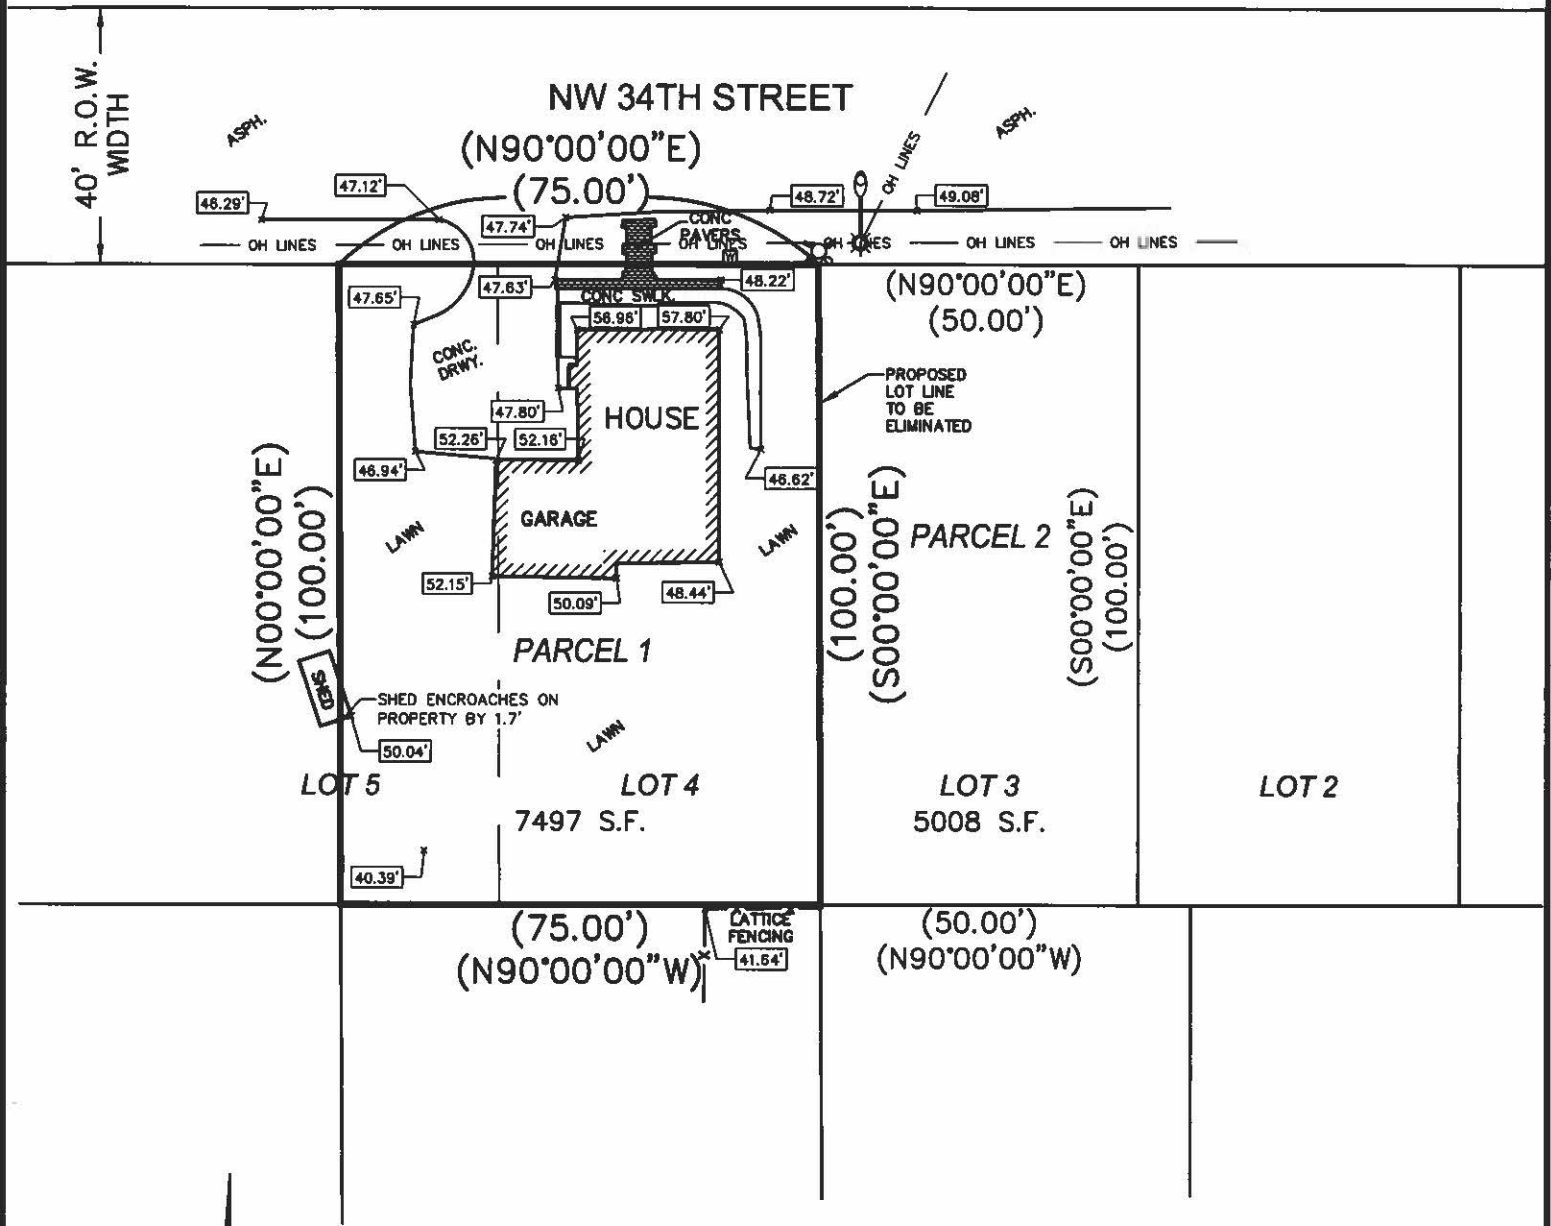 40' R.O.W.
WIDTH
NW 34TH STREET
(N90°00'00"E)
(75.00')
ASPH.
ASPH.
OH LINES
46.29'
47.12'
47.74'
CONC
PAVERS
48.72'
49.08'
OH LINES
OH LINES
OH LINES
OH LINES
OH LINES
OH LINES
OH LINES
47.65'
47.63'
48.22'
CONC SWLK.
56.96'
57.80'
(N90°00'00"E)
(50.00')
CONC.
DRWY.
PROPOSED
LOT LINE
TO BE
ELIMINATED
47.80'
HOUSE
52.26'
52.16'
46.94'
46.62'
GARAGE
LAWN
LAWN
(N00°00'00"E)
(100.00')
(100.00')
(S00°00'00"E)
PARCEL 2
(S00°00'00"E)
(100.00')
52.15'
50.09'
48.44'
PARCEL 1
SHED
SHED ENCROACHES ON
PROPERTY BY 1.7'
50.04'
LAWN
LOT 5
LOT 4
LOT 3
LOT 2
7497 S.F.
5008 S.F.
40.39'
(75.00')
(N90°00'00"W)
LATTICE
FENCING
41.64'
(50.00')
(N90°00'00"W)